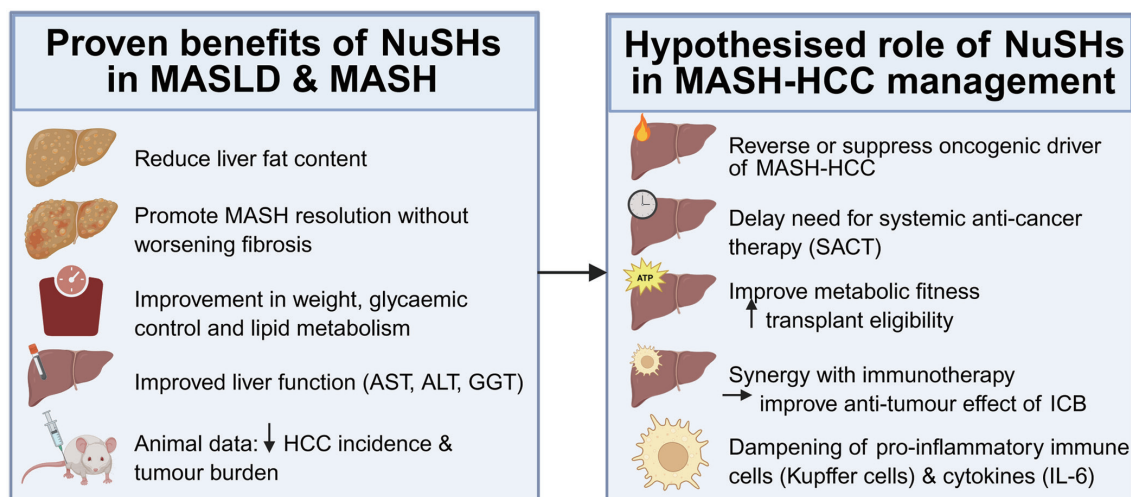 Proven benefits of NuSHs
in MASLD & MASH
Reduce liver fat content
Promote MASH resolution without
worsening fibrosis
Improvement in weight, glycaemic
control and lipid metabolism
Improved liver function (AST, ALT, GGT)
Animal data: ↓ HCC incidence &
tumour burden
Hypothesised role of NuSHs
in MASH-HCC management
Reverse or suppress oncogenic driver
of MASH-HCC
Delay need for systemic anti-cancer
therapy (SACT)
ATP
Improve metabolic fitness
↑ transplant eligibility
Synergy with immunotherapy
→ improve anti-tumour effect of ICB
Dampening of pro-inflammatory immune
cells (Kupffer cells) & cytokines (IL-6)